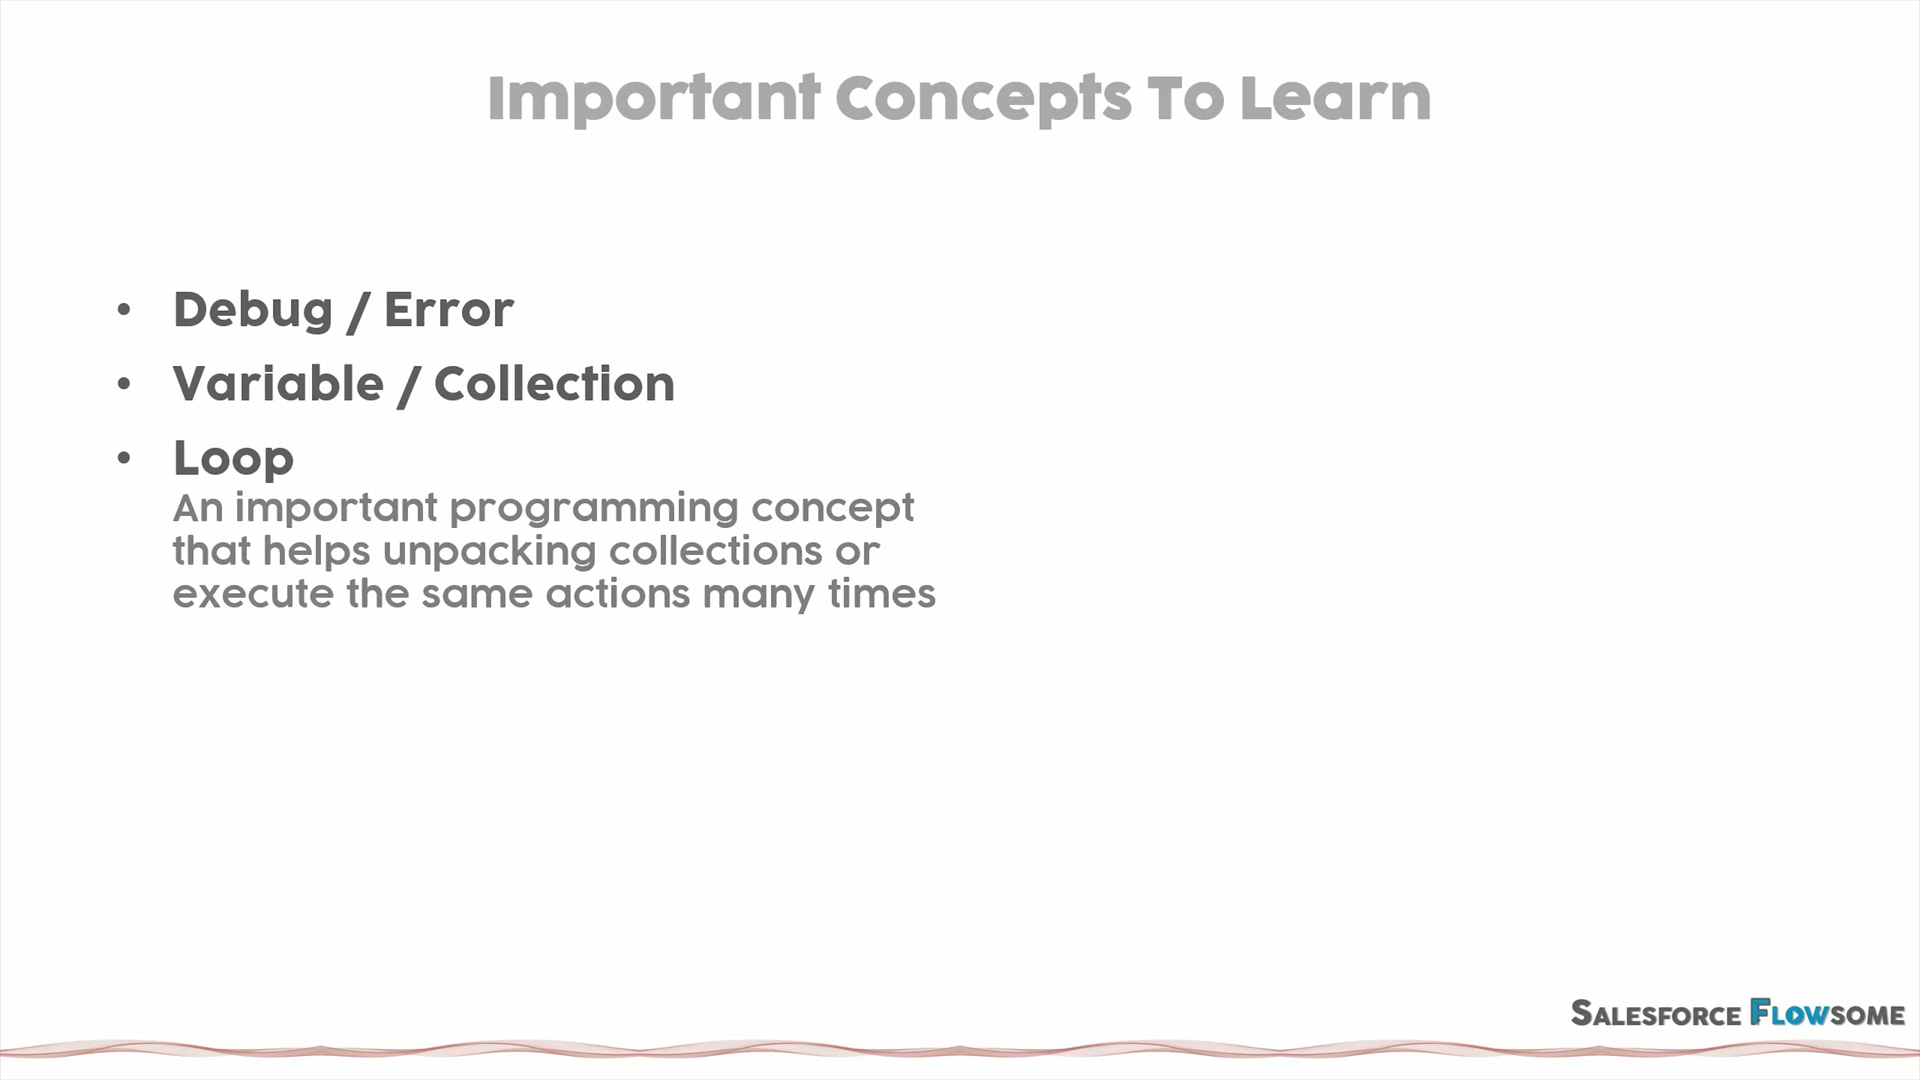 Important Concepts To Learn
• Debug / Error
• Variable / Collection
• Loop
An important programming concept
that helps unpacking collections or
execute the same actions many times
SALESFORCE FLOWSOME